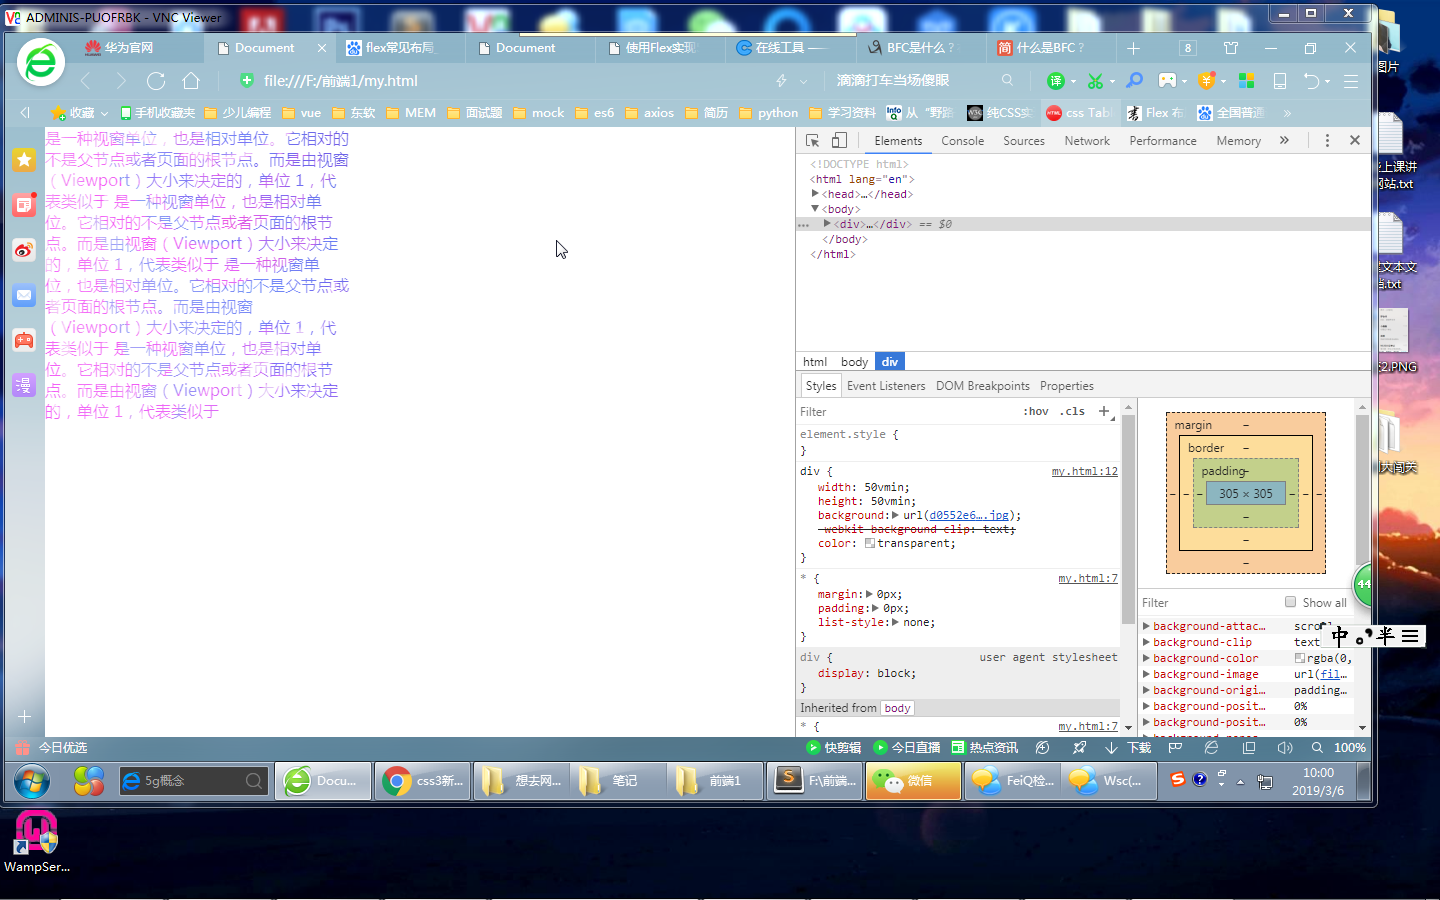 ADMINIS-PUOFRBK - VNC Viewer
华为官网
Document
flex常见布局
Document
使用Flex实现
在线工具 ——
BFC是什么？
什么是BFC？
8
file:///F:/前端1/my.html
滴滴打车当场傻眼
收藏
手机收藏夹
少儿编程
vue
东软
MEM
面试题
mock
es6
axios
简历
python
学习资料
从 “野路
纯CSS实
css Tab
Flex 布
全国普通
»
是一种视窗单位，也是相对单位。它相对的
不是父节点或者页面的根节点。而是由视窗
（Viewport）大小来决定的，单位 1，代
表类似于 是一种视窗单位，也是相对单
位。它相对的不是父节点或者页面的根节
点。而是由视窗（Viewport）大小来决定
的，单位 1，代表类似于 是一种视窗单
位，也是相对单位。它相对的不是父节点或
者页面的根节点。而是由视窗
（Viewport）大小来决定的，单位 1，代
表类似于 是一种视窗单位，也是相对单
位。它相对的不是父节点或者页面的根节
点。而是由视窗（Viewport）大小来决定
的，单位 1，代表类似于
漫
Elements
Console
Sources
Network
Performance
Memory
»
<!DOCTYPE html>
<html lang="en">
<head>…</head>
<body>
<div>…</div> == $0
</body>
</html>
html
body
div
Styles
Event Listeners
DOM Breakpoints
Properties
Filter
:hov
.cls
element.style {
}
div {
my.html:12
width: 50vmin;
height: 50vmin;
background: url(d0552e6….jpg);
-webkit-background-clip: text;
color: transparent;
}
* {
my.html:7
margin: 0px;
padding: 0px;
list-style: none;
}
div {
user agent stylesheet
display: block;
}
Inherited from body
* {
my.html:7
margin
border
padding
305 × 305
Filter
Show all
background-attac…
scroll
background-clip
text
background-color
rgba(0,
background-image
url(fil…
background-origi…
padding…
background-posit…
0%
background-posit…
0%
44
中
半
今日优选
快剪辑
今日直播
热点资讯
下载
100%
5g概念
Docu...
css3新...
想去网...
笔记
前端1
F:\前端...
微信
FeiQ检...
Wsc(...
10:00
2019/3/6
WampSer...
图片
上课讲
网站.txt
文本文
.txt
2.PNG
大闯关